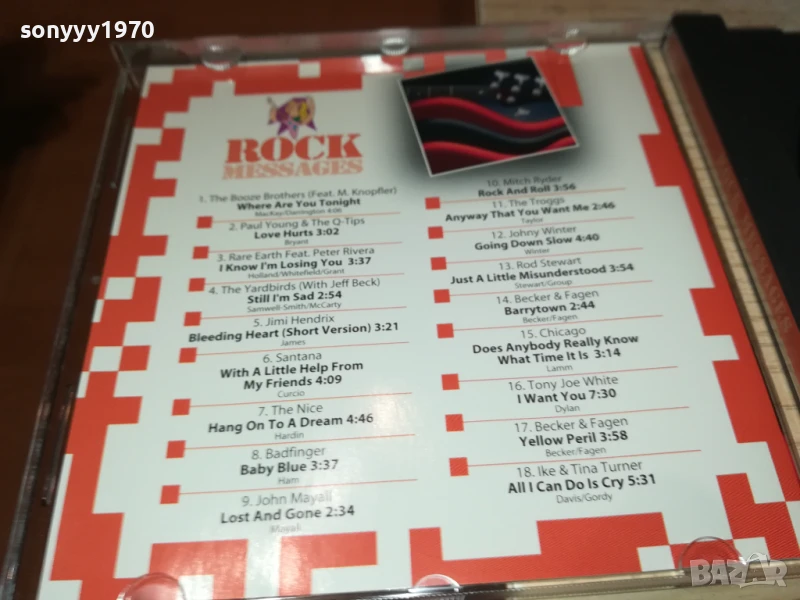 sonyyy1970
ROCK
MESSAGES
1. The Booze Brothers (Feat. M. Knopfler)
Where Are You Tonight
MacKay/Darrington 4:06
2. Paul Young & The Q-Tips
Love Hurts 3:02
Bryant
3. Rare Earth Feat. Peter Rivera
I Know I'm Losing You 3:37
Holland/Whitefield/Grant
4. The Yardbirds (With Jeff Beck)
Still I'm Sad 2:54
Samwell-Smith/McCarty
5. Jimi Hendrix
Bleeding Heart (Short Version) 3:21
James
6. Santana
With A Little Help From
My Friends 4:09
Curcio
7. The Nice
Hang On To A Dream 4:46
Hardin
8. Badfinger
Baby Blue 3:37
Ham
9. John Mayall
Lost And Gone 2:34
10. Mitch Ryder
Rock And Roll 3:56
11. The Troggs
Anyway That You Want Me 2:46
Taylor
12. Johny Winter
Going Down Slow 4:40
Winter
13. Rod Stewart
Just A Little Misunderstood 3:54
Stewart/Group
14. Becker & Fagen
Barrytown 2:44
Becker/Fagen
15. Chicago
Does Anybody Really Know
What Time It Is 3:14
Lamm
16. Tony Joe White
I Want You 7:30
Dylan
17. Becker & Fagen
Yellow Peril 3:58
Becker/Fagen
18. Ike & Tina Turner
All I Can Do Is Cry 5:31
Davis/Gordy
BAZAR